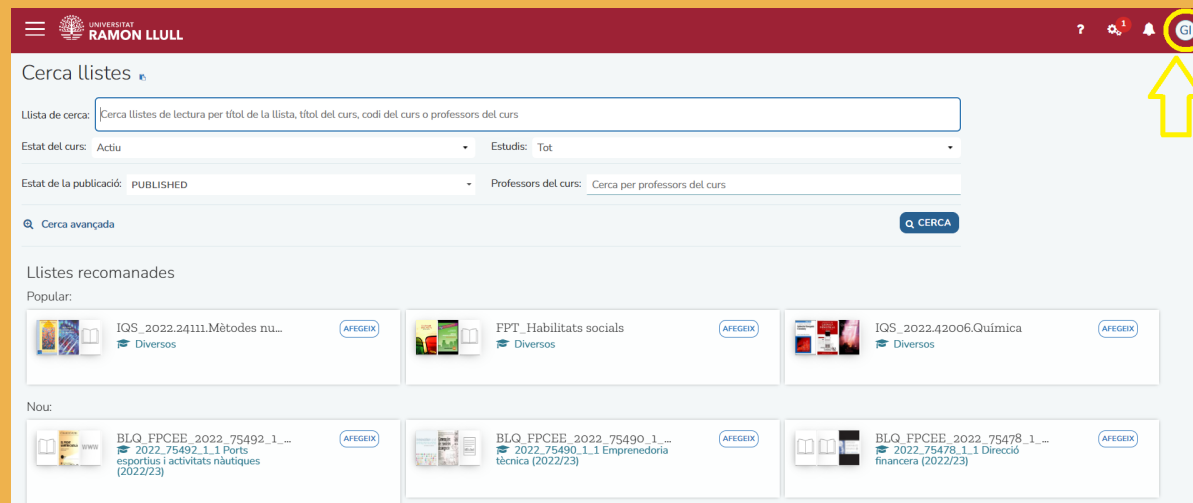 UNIVERSITAT
RAMON LLULL
?
1
GI
Cerca llistes
Llista de cerca: Cerca llistes de lectura per títol de la llista, títol del curs, codi del curs o professors del curs
Estat del curs: Actiu
Estudis: Tot
Estat de la publicació: PUBLISHED
Professors del curs: Cerca per professors del curs
Cerca avançada
CERCA
Llistes recomanades
Popular:
IQS_2022.24111.Mètodes nu...
AFEGEIX
Diversos
FPT_Habilitats socials
AFEGEIX
Diversos
IQS_2022.42006.Química
AFEGEIX
Diversos
Nou:
WWW
BLQ_FPCEE_2022_75492_1_...
AFEGEIX
2022_75492_1_1 Ports
esportius i activitats nàutiques
(2022/23)
BLQ_FPCEE_2022_75490_1_...
AFEGEIX
2022_75490_1_1 Emprenedoria
tècnica (2022/23)
BLQ_FPCEE_2022_75478_1_...
AFEGEIX
2022_75478_1_1 Direcció
financera (2022/23)